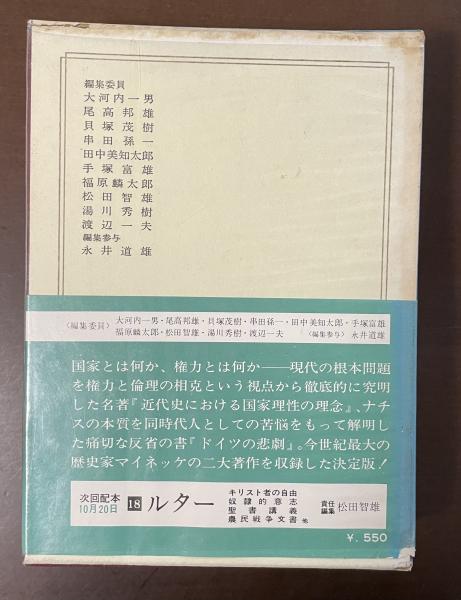 編集委員
大河内一男
尾高邦雄
貝塚茂樹
串田孫一
田中美知太郎
手塚富雄
福原麟太郎
松田智雄
湯川秀樹
渡辺一夫
編集参与
永井道雄
〈編集委員〉 大河内一男・尾高邦雄・貝塚茂樹・串田孫一・田中美知太郎・手塚富雄
福原麟太郎・松田智雄・湯川秀樹・渡辺一夫 〈編集参与〉 永井道雄
国家とは何か、権力とは何か――現代の根本問題
を権力と倫理の相克という視点から徹底的に究明
した名著『近代史における国家理性の理念』、ナチ
スの本質を同時代人としての苦悩をもって解明し
た痛切な反省の書『ドイツの悲劇』。今世紀最大の
歴史家マイネッケの二大著作を収録した決定版！
次回配本
10月20日
18 ルター
キリスト者の自由
奴隷的意志
聖書講義
農民戦争文書 他
責任編集 松田智雄
¥. 550